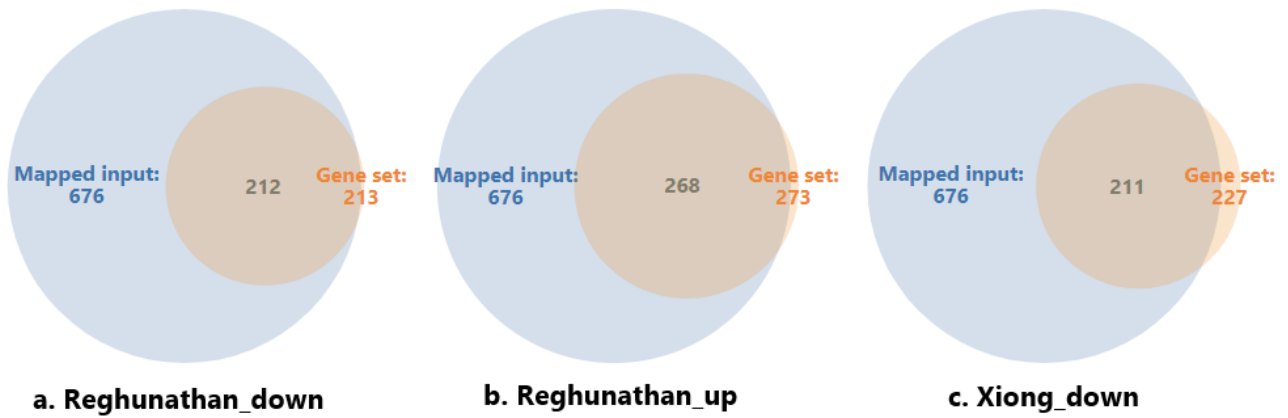 Mapped input:
676
212
Gene set:
213
a. Reghunathan_down
Mapped input:
676
268
Gene set:
273
b. Reghunathan_up
Mapped input:
676
211
Gene set:
227
c. Xiong_down